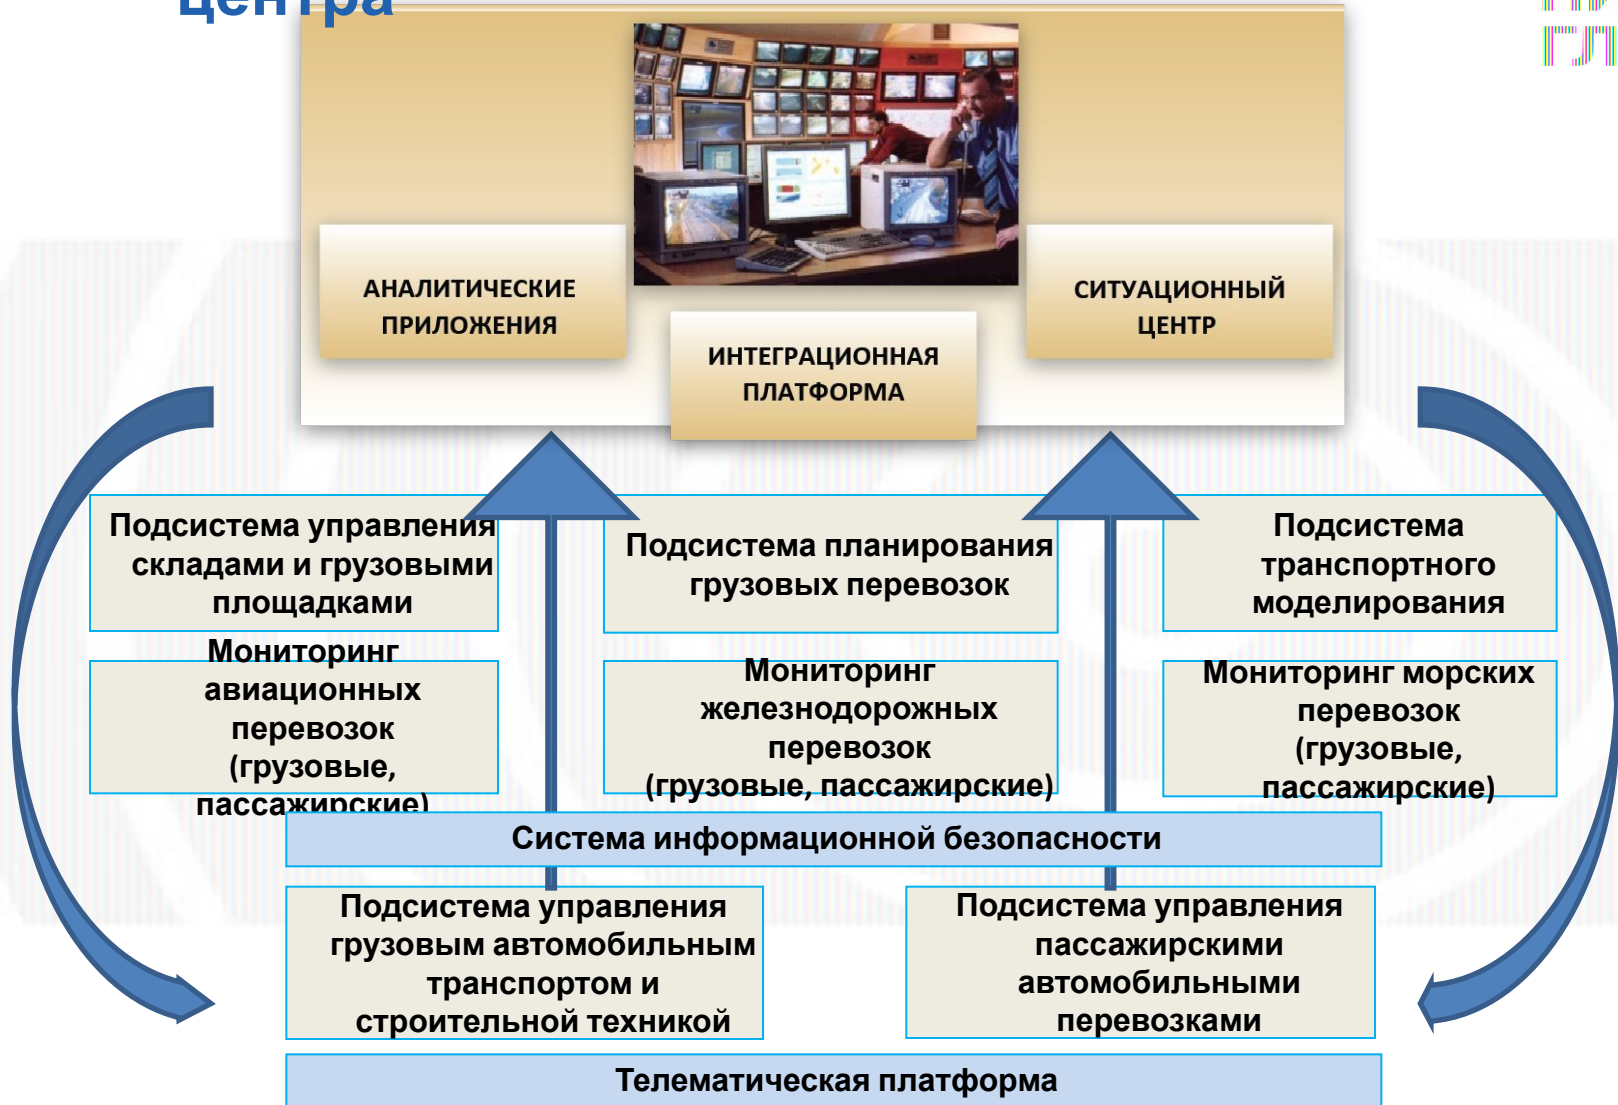 центра
АНАЛИТИЧЕСКИЕ
ПРИЛОЖЕНИЯ
ИНТЕГРАЦИОННАЯ
ПЛАТФОРМА
СИТУАЦИОННЫЙ
ЦЕНТР
Подсистема управления
складами и грузовыми
площадками
Подсистема планирования
грузовых перевозок
Подсистема
транспортного
моделирования
Мониторинг
авиационных
перевозок
(грузовые,
пассажирские)
Мониторинг
железнодорожных
перевозок
(грузовые, пассажирские)
Мониторинг морских
перевозок
(грузовые,
пассажирские)
Система информационной безопасности
Подсистема управления
грузовым автомобильным
транспортом и
строительной техникой
Подсистема управления
пассажирскими
автомобильными
перевозками
Телематическая платформа